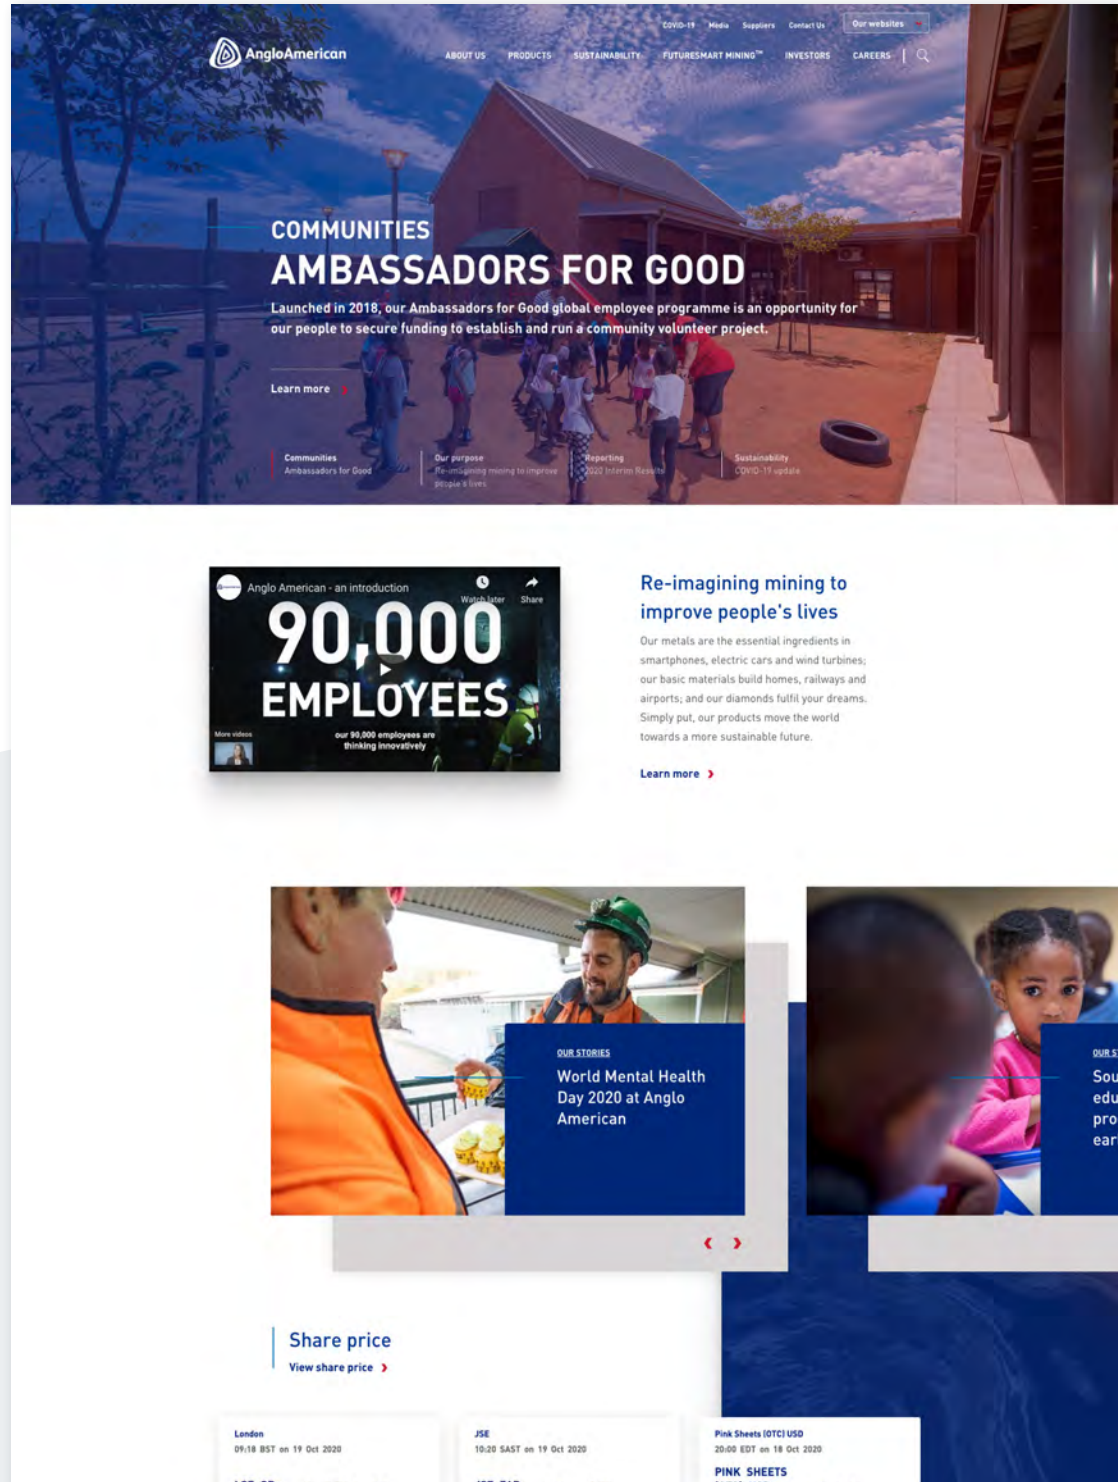 COVID-19 Media Suppliers Contact Us Our websites
AngloAmerican
ABOUT US PRODUCTS SUSTAINABILITY FUTURESMART MINING™ INVESTORS CAREERS
COMMUNITIES
AMBASSADORS FOR GOOD
Launched in 2018, our Ambassadors for Good global employee programme is an opportunity for
our people to secure funding to establish and run a community volunteer project.
Learn more
Communities
Ambassadors for Good
Our purpose
Re-imagining mining to improve
people's lives
Reporting
2020 Interim Results
Sustainability
COVID-19 update
Anglo American - an introduction
Watch later Share
90,000
EMPLOYEES
More videos
our 90,000 employees are
thinking innovatively
Re-imagining mining to
improve people's lives
Our metals are the essential ingredients in
smartphones, electric cars and wind turbines;
our basic materials build homes, railways and
airports; and our diamonds fulfil your dreams.
Simply put, our products move the world
towards a more sustainable future.
Learn more
OUR STORIES
World Mental Health
Day 2020 at Anglo
American
OUR S
Sou
edu
pro
ear
Share price
View share price
London
09:18 BST on 19 Oct 2020
JSE
10:20 SAST on 19 Oct 2020
Pink Sheets (OTC) USD
20:00 EDT on 18 Oct 2020
PINK SHEETS